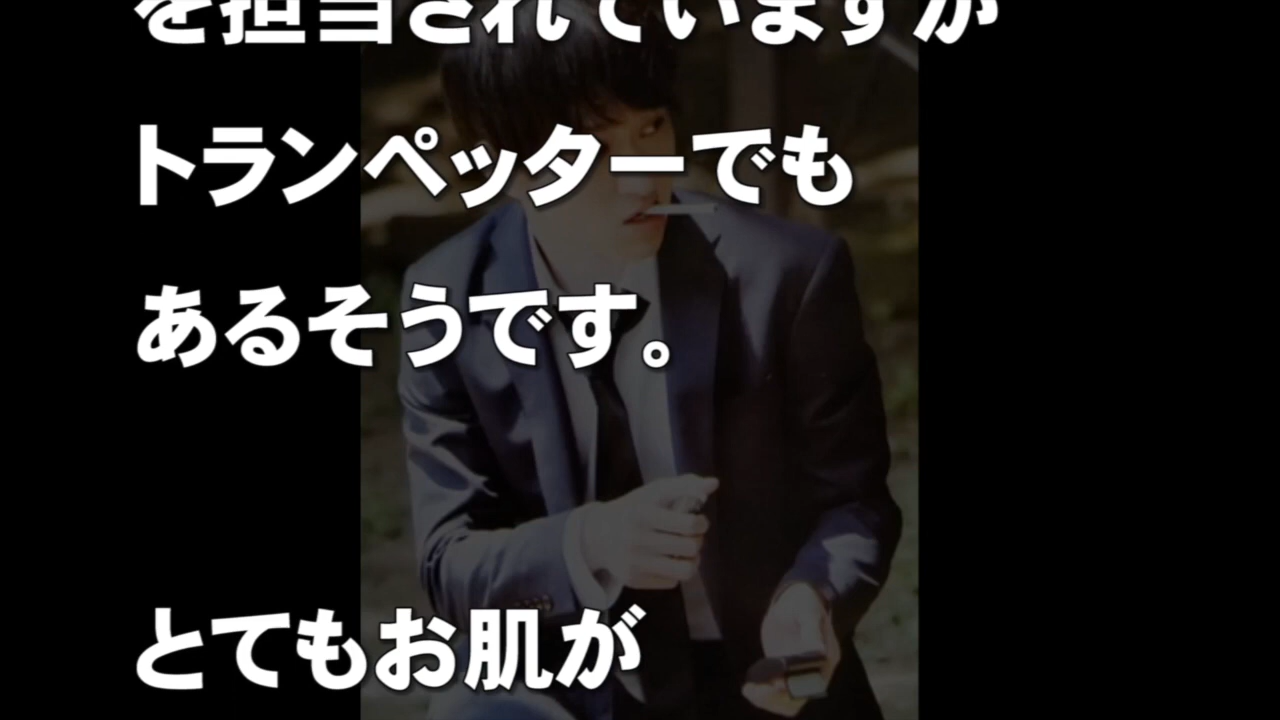 を担当されていますが
トランペッターでも
あるそうです。
とてもお肌が